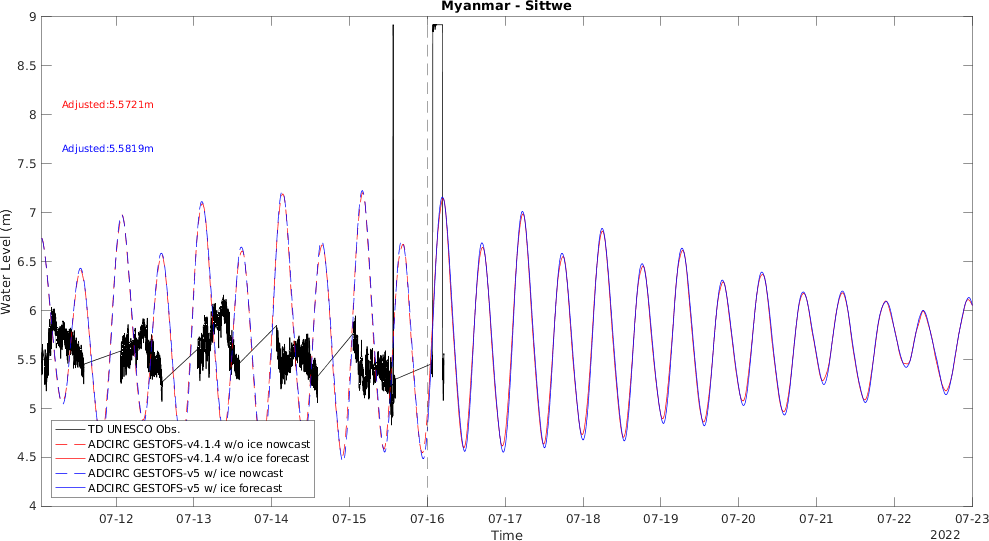 Myanmar - Sittwe
9
8.5
8
7.5
7
6.5
6
5.5
5
4.5
4
Water Level (m)
Adjusted:5.5721m
Adjusted:5.5819m
TD UNESCO Obs.
ADCIRC GESTOFS-v4.1.4 w/o ice nowcast
ADCIRC GESTOFS-v4.1.4 w/o ice forecast
ADCIRC GESTOFS-v5 w/ ice nowcast
ADCIRC GESTOFS-v5 w/ ice forecast
07-12 07-13 07-14 07-15 07-16 07-17 07-18 07-19 07-20 07-21 07-22 07-23
Time
2022